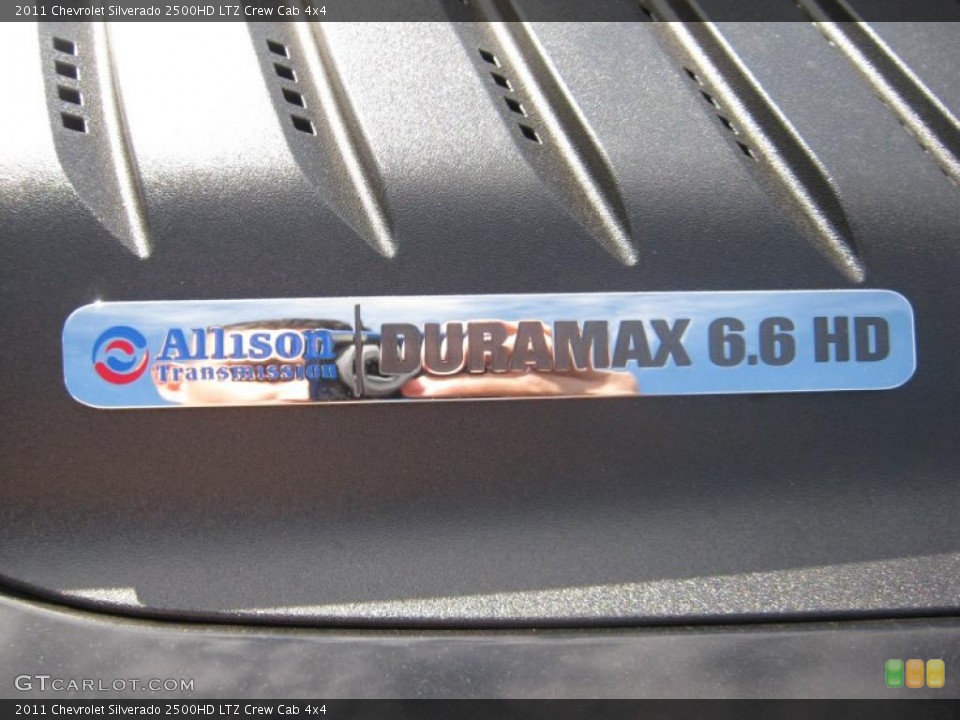 2011 Chevrolet Silverado 2500HD LTZ Crew Cab 4x4
Allison
Transmission
DURAMAX 6.6 HD
GTCARLOT.COM
2011 Chevrolet Silverado 2500HD LTZ Crew Cab 4x4